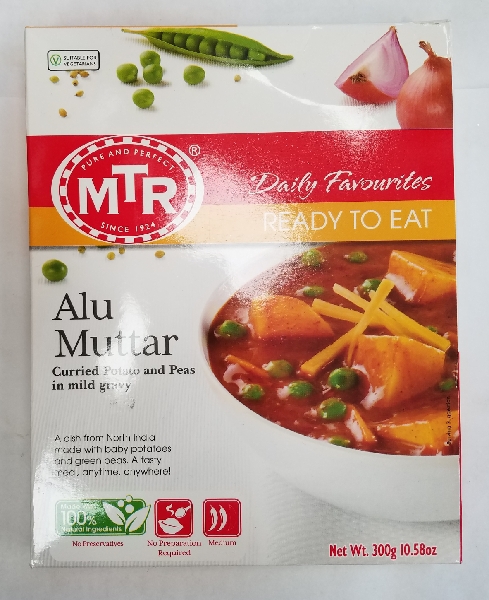 V SUITABLE FOR
VEGETARIANS
PURE AND PERFECT
MTR®
SINCE 1924
Daily Favourites
READY TO EAT
Alu
Muttar
Curried Potato and Peas
in mild gravy
A dish from North India
made with baby potatoes
and green peas. A tasty
meal, anytime, anywhere!
100%
Natural Ingredients
No Preservatives
No Preparation
Required
Medium
Net Wt. 300g 10.58oz